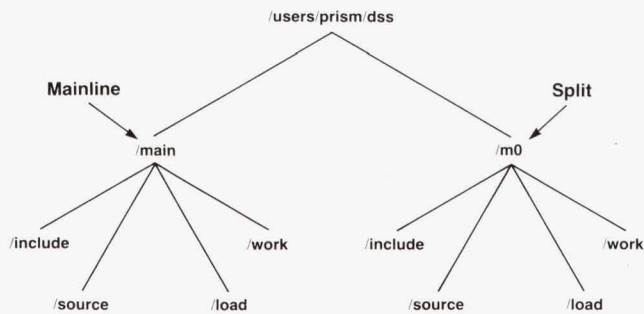 /users/prism/dss
Mainline
Split
/main
/m0
/include
/work
/include
/work
/source
/load
/source
/load